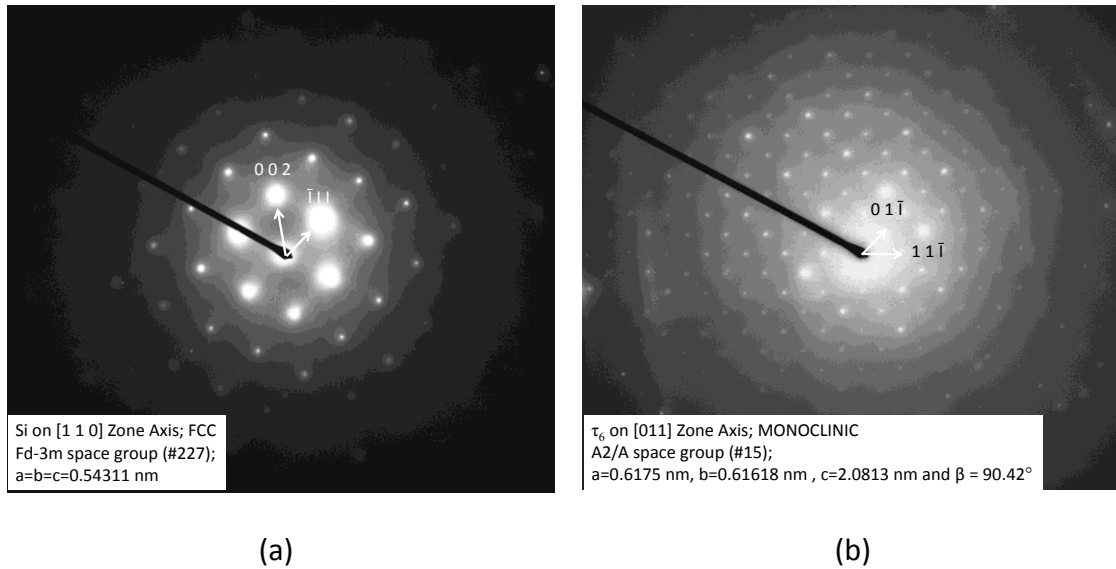 0 0 2
1̅ 1 1
Si on [1 1 0] Zone Axis; FCC
Fd-3m space group (#227);
a=b=c=0.54311 nm
(a)
0 1 1̅
1 1 1̅
τ₆ on [011] Zone Axis; MONOCLINIC
A2/A space group (#15);
a=0.6175 nm, b=0.61618 nm , c=2.0813 nm and β = 90.42°
(b)